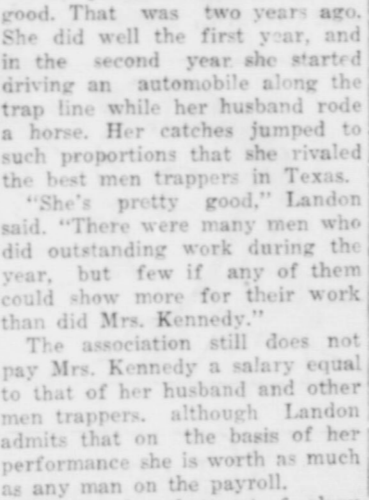 good. That was two years ago.
She did well the first year, and
in the second year she started
driving an automobile along the
trap line while her husband rode
a horse. Her catches jumped to
such proportions that she rivaled
the best men trappers in Texas.
"She's pretty good," Landon
said. "There were many men who
did outstanding work during the
year, but few if any of them
could show more for their work
than did Mrs. Kennedy."
The association still does not
pay Mrs. Kennedy a salary equal
to that of her husband and other
men trappers. although Landon
admits that on the basis of her
performance she is worth as much
as any man on the payroll.